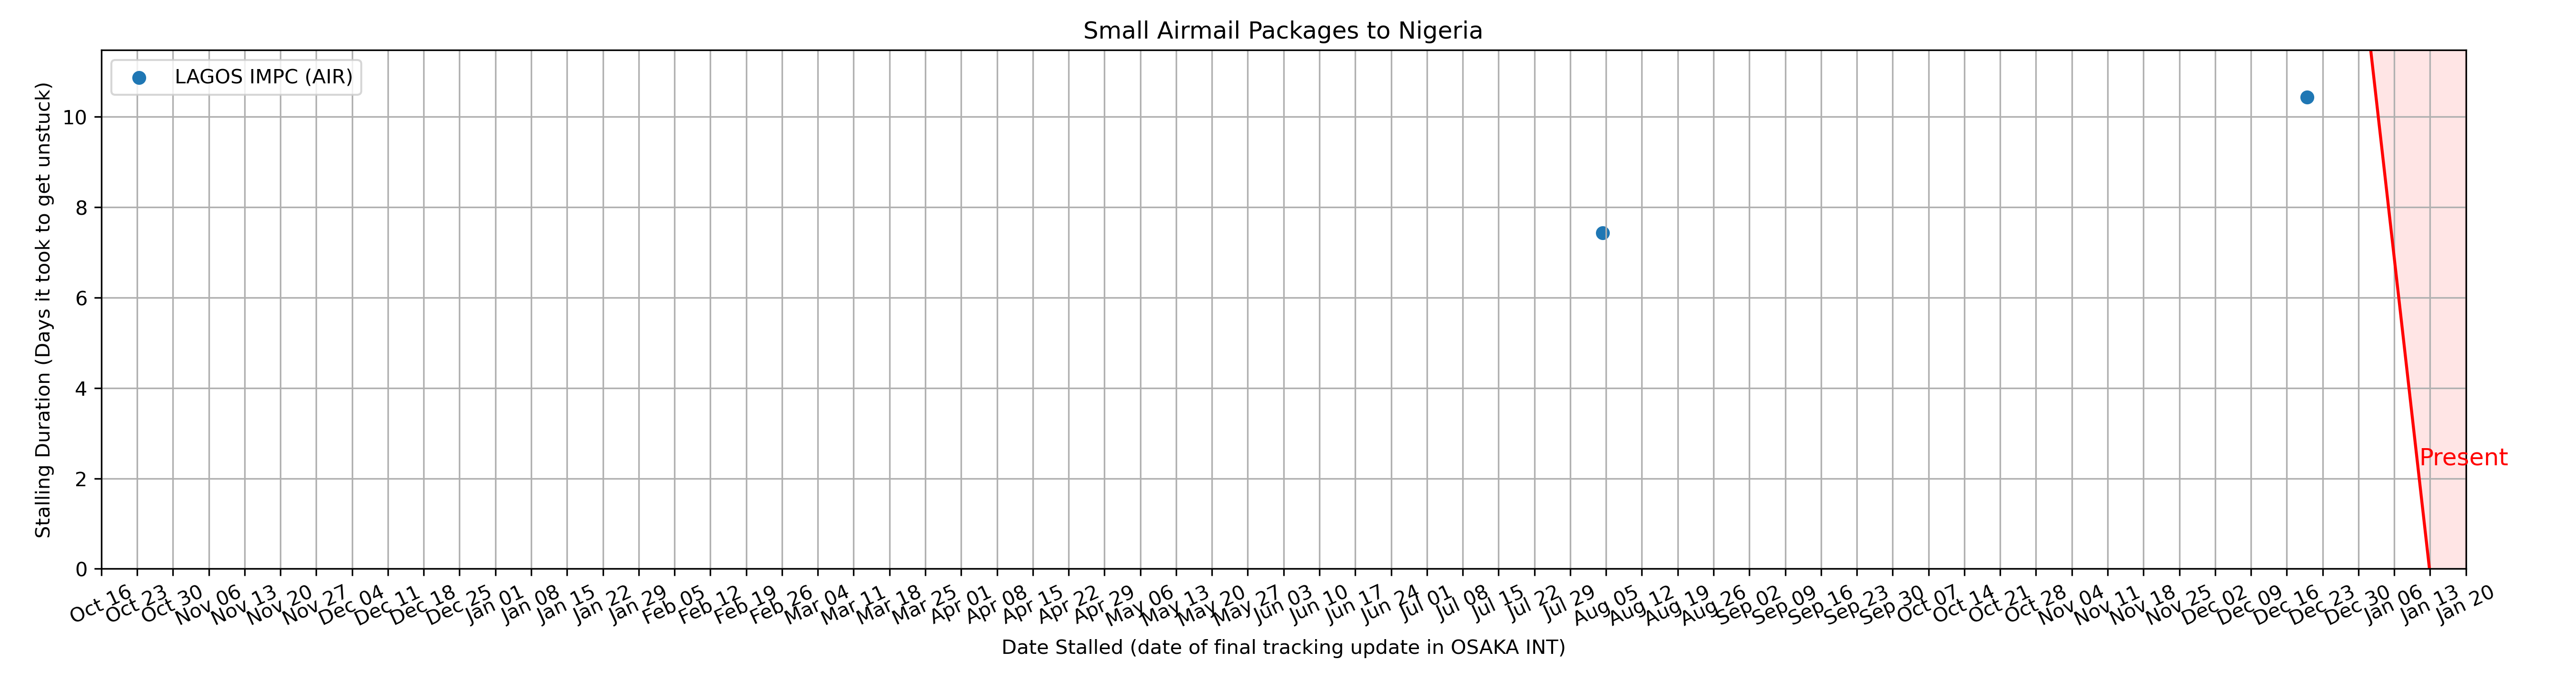 Small Airmail Packages to Nigeria
LAGOS IMPC (AIR)
Stalling Duration (Days it took to get unstuck)
10
8
6
4
2
0
Present
Oct 16 Oct 23 Oct 30 Nov 06 Nov 13 Nov 20 Nov 27 Dec 04 Dec 11 Dec 18 Dec 25 Jan 01 Jan 08 Jan 15 Jan 22 Jan 29 Feb 05 Feb 12 Feb 19 Feb 26 Mar 04 Mar 11 Mar 18 Mar 25 Apr 01 Apr 08 Apr 15 Apr 22 Apr 29 May 06 May 13 May 20 May 27 Jun 03 Jun 10 Jun 17 Jun 24 Jul 01 Jul 08 Jul 15 Jul 22 Jul 29 Aug 05 Aug 12 Aug 19 Aug 26 Sep 02 Sep 09 Sep 16 Sep 23 Sep 30 Oct 07 Oct 14 Oct 21 Oct 28 Nov 04 Nov 11 Nov 18 Nov 25 Dec 02 Dec 09 Dec 16 Dec 23 Dec 30 Jan 06 Jan 13 Jan 20
Date Stalled (date of final tracking update in OSAKA INT)